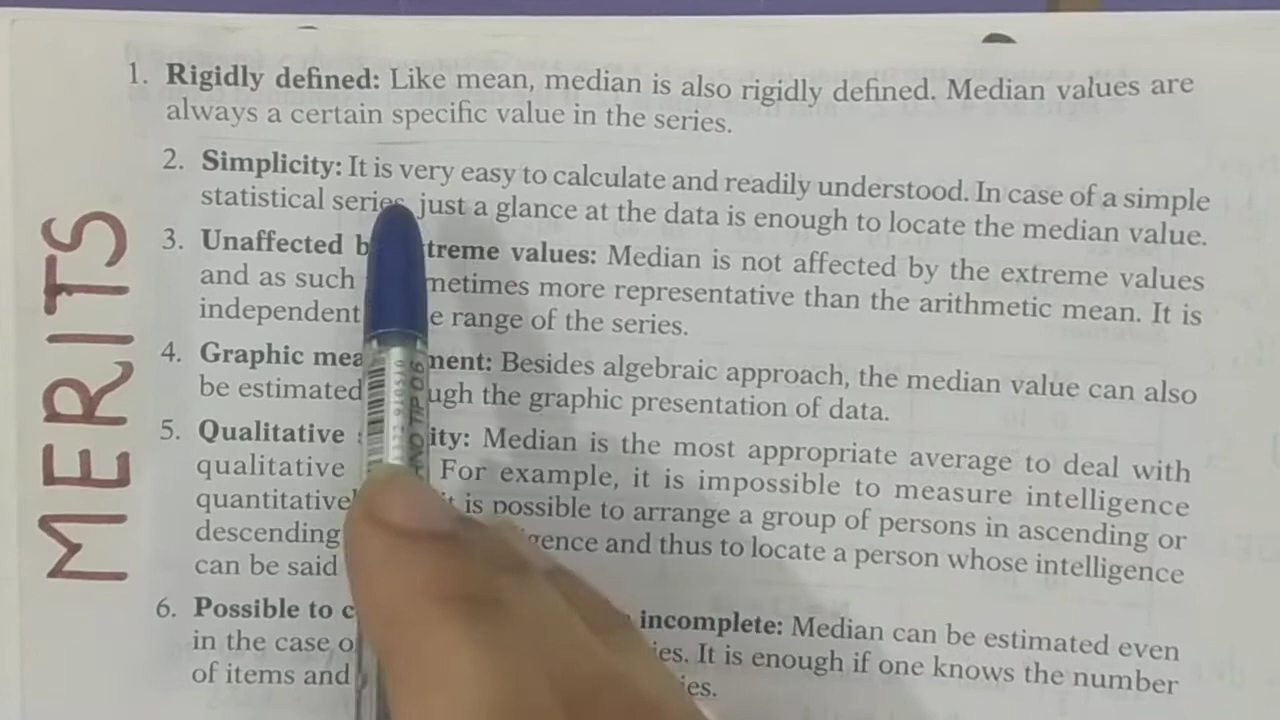 MERITS
1. Rigidly defined: Like mean, median is also rigidly defined. Median values are
always a certain specific value in the series.
2. Simplicity: It is very easy to calculate and readily understood. In case of a simple
statistical series, just a glance at the data is enough to locate the median value.
3. Unaffected treme values: Median is not affected by the extreme values
and as such metimes more representative than the arithmetic mean. It is
independent e range of the series.
4. Graphic mea ment: Besides algebraic approach, the median value can also
be estimated ugh the graphic presentation of data.
5. Qualitative ity: Median is the most appropriate average to deal with
qualitative For example, it is impossible to measure intelligence
quantitatively it is possible to arrange a group of persons in ascending or
descending gence and thus to locate a person whose intelligence
can be said
6. Possible to c incomplete: Median can be estimated even
in the case o ies. It is enough if one knows the number
of items and ies.
NO TIP 06